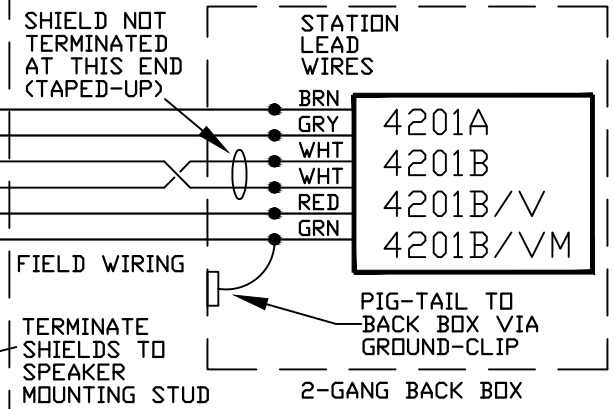 SHIELD NOT
TERMINATED
AT THIS END
(TAPED-UP)
STATION
LEAD
WIRES
BRN
GRY
WHT
WHT
RED
GRN
4201A
4201B
4201B/V
4201B/VM
FIELD WIRING
PIG-TAIL TO
BACK BOX VIA
GROUND-CLIP
TERMINATE
SHIELDS TO
SPEAKER
MOUNTING STUD
2-GANG BACK BOX